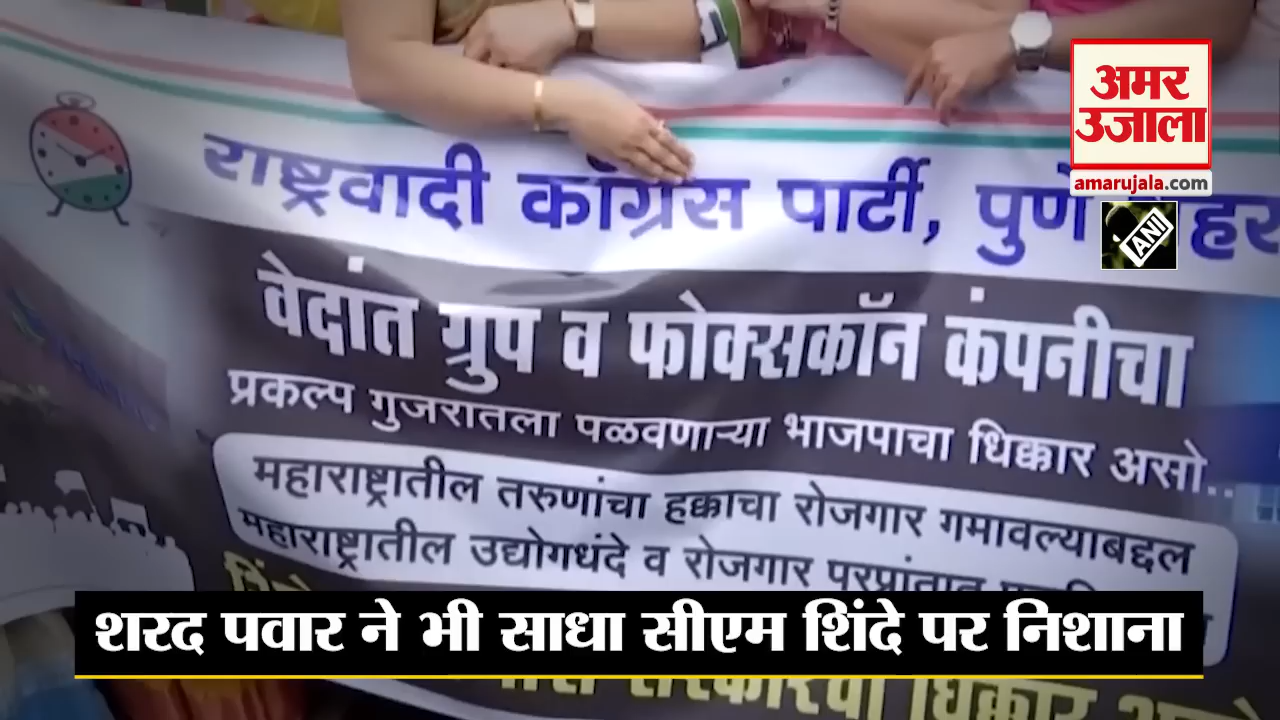 अमर
उजाला
amarujala.com
ANI
राष्ट्रवादी काँग्रेस पार्टी, पुणे
वेदांत ग्रुप व फोक्सकॉन कंपनीचा
प्रकल्प गुजरातला पळवणाऱ्या भाजपाचा धिक्कार असो..
महाराष्ट्रातील तरुणांचा हक्काचा रोजगार गमावल्याबद्दल
महाराष्ट्रातील उद्योगधंदे व रोजगार परप्रांतात
शरद पवार ने भी साधा सीएम शिंदे पर निशाना
धिक्कार